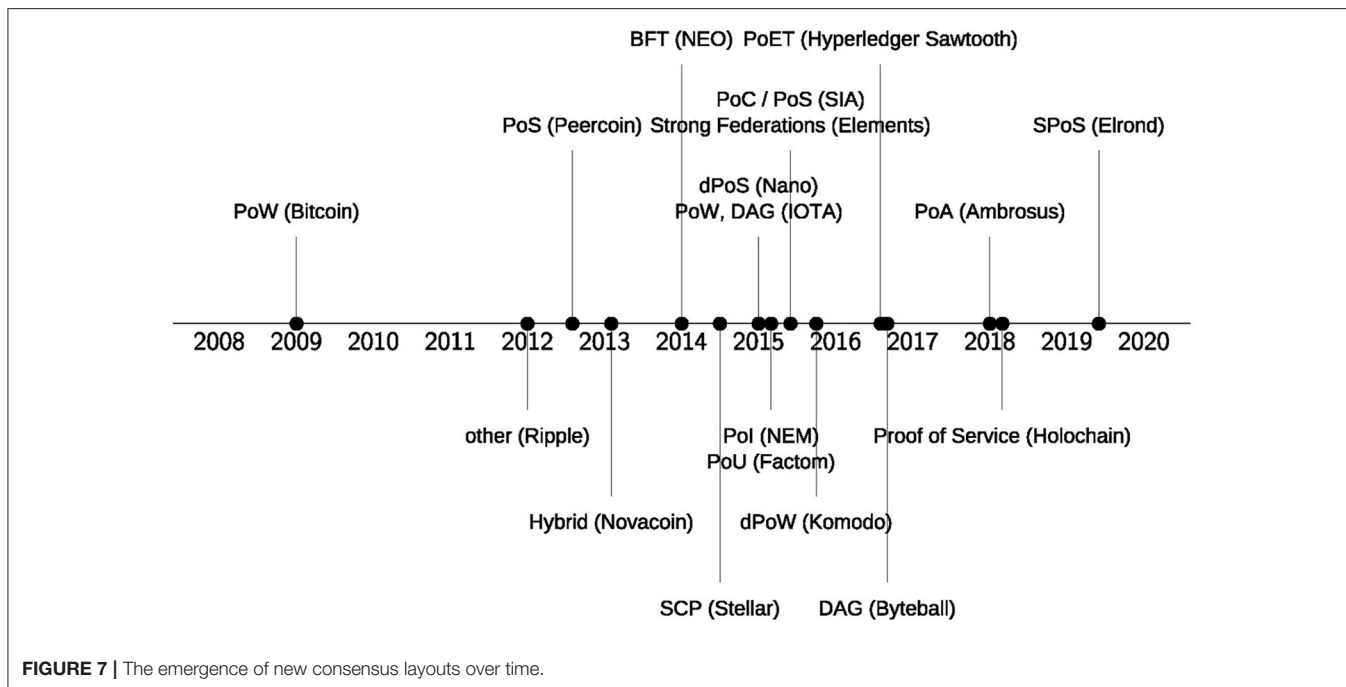 BFT (NEO) PoET (Hyperledger Sawtooth)
PoC / PoS (SIA)
PoS (Peercoin) Strong Federations (Elements) SPoS (Elrond)
dPoS (Nano)
PoW (Bitcoin) PoW, DAG (IOTA) PoA (Ambrosus)
2008 2009 2010 2011 2012 2013 2014 2015 2016 2017 2018 2019 2020
other (Ripple) PoI (NEM) Proof of Service (Holochain)
PoU (Factom)
Hybrid (Novacoin) dPoW (Komodo)
SCP (Stellar) DAG (Byteball)
FIGURE 7 | The emergence of new consensus layouts over time.